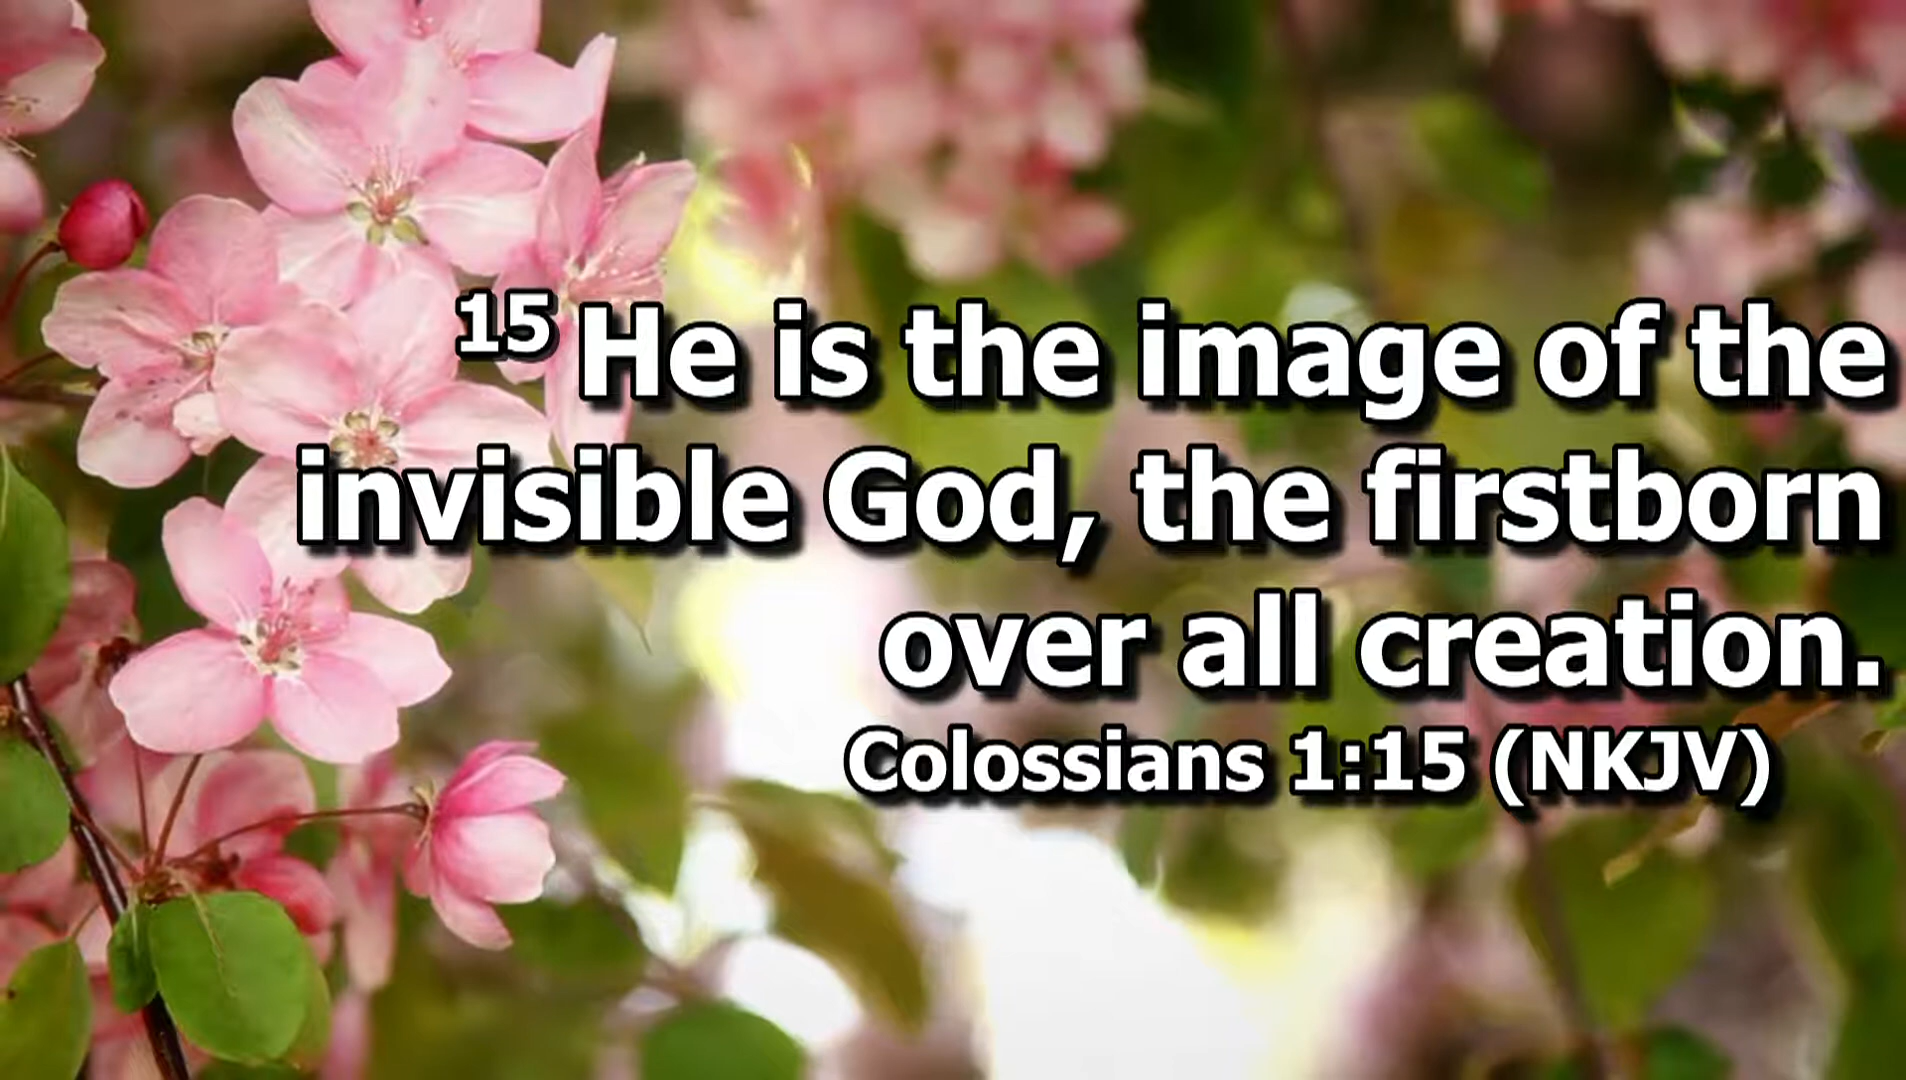 15 He is the image of the
invisible God, the firstborn
over all creation.
Colossians 1:15 (NKJV)